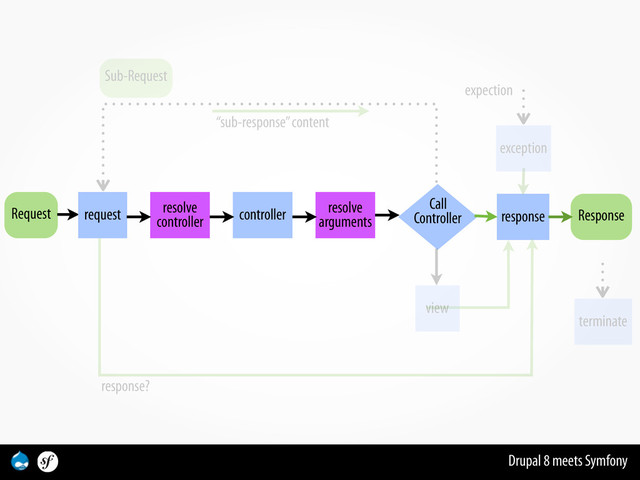 Sub-Request
expection
“sub-response” content
exception
Request
request
resolve
controller
controller
resolve
arguments
Call
Controller
response
Response
view
terminate
response?
sf
Drupal 8 meets Symfony